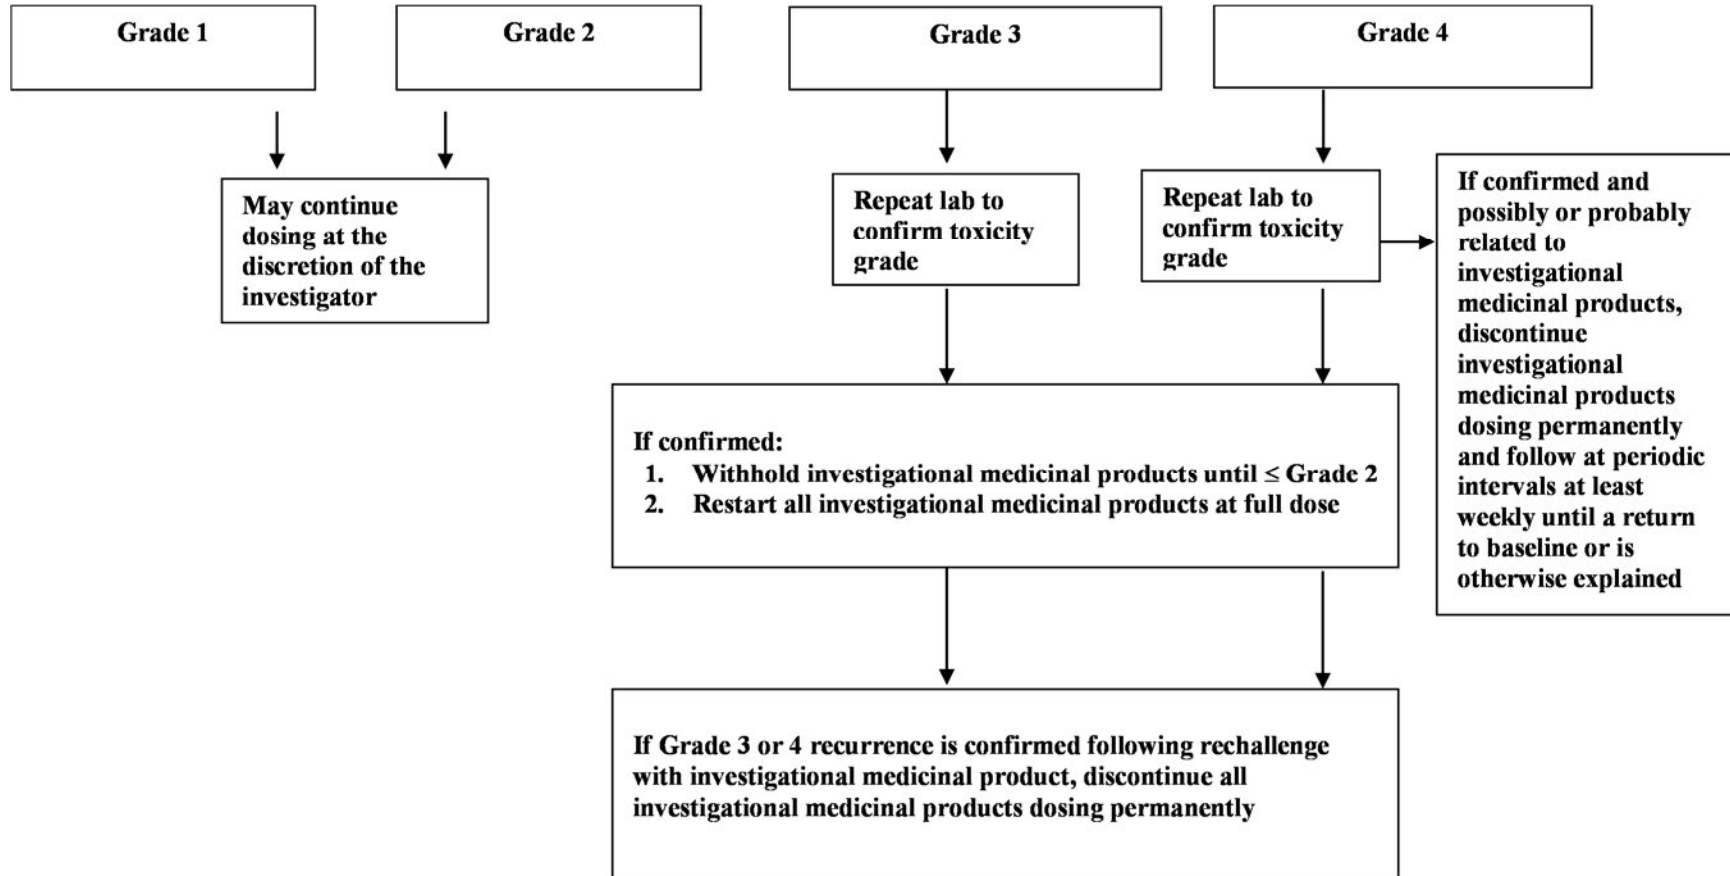 Grade 1
Grade 2
Grade 3
Grade 4
May continue
dosing at the
discretion of the
investigator
Repeat lab to
confirm toxicity
grade
Repeat lab to
confirm toxicity
grade
If confirmed and
possibly or probably
related to
investigational
medicinal products,
discontinue
investigational
medicinal products
dosing permanently
and follow at periodic
intervals at least
weekly until a return
to baseline or is
otherwise explained
If confirmed:
1. Withhold investigational medicinal products until ≤ Grade 2
2. Restart all investigational medicinal products at full dose
If Grade 3 or 4 recurrence is confirmed following rechallenge
with investigational medicinal product, discontinue all
investigational medicinal products dosing permanently